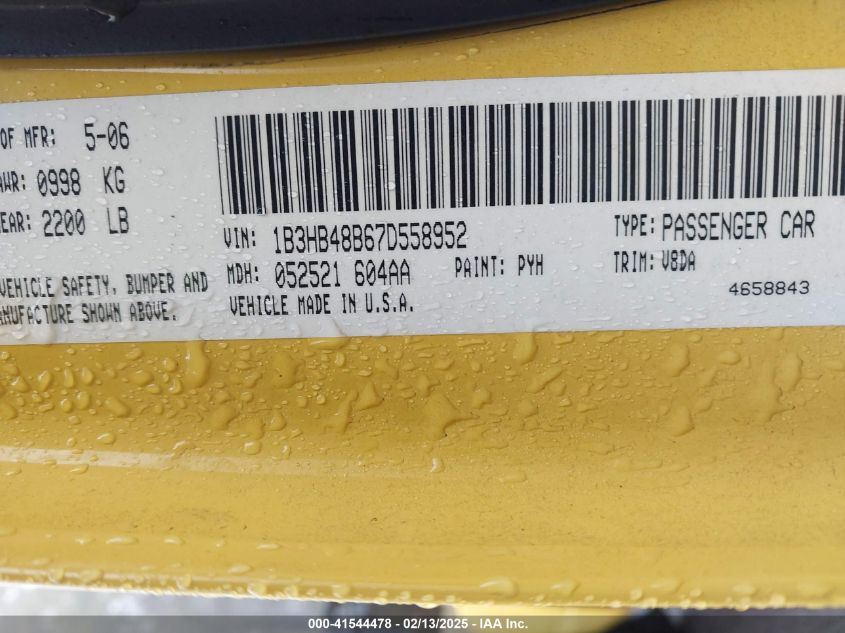 OF MFR: 5-06
AWR: 0998 KG
EAR: 2200 LB
VIN: 1B3HB48B67D558952
TYPE: PASSENGER CAR
MDH: 052521 604AA
PAINT: PYH
TRIM: V8DA
VEHICLE SAFETY, BUMPER AND
VEHICLE MADE IN U.S.A.
4658843
ANUFACTURE SHOWN ABOVE.
000-41544478 — 02/13/2025 — IAA Inc.